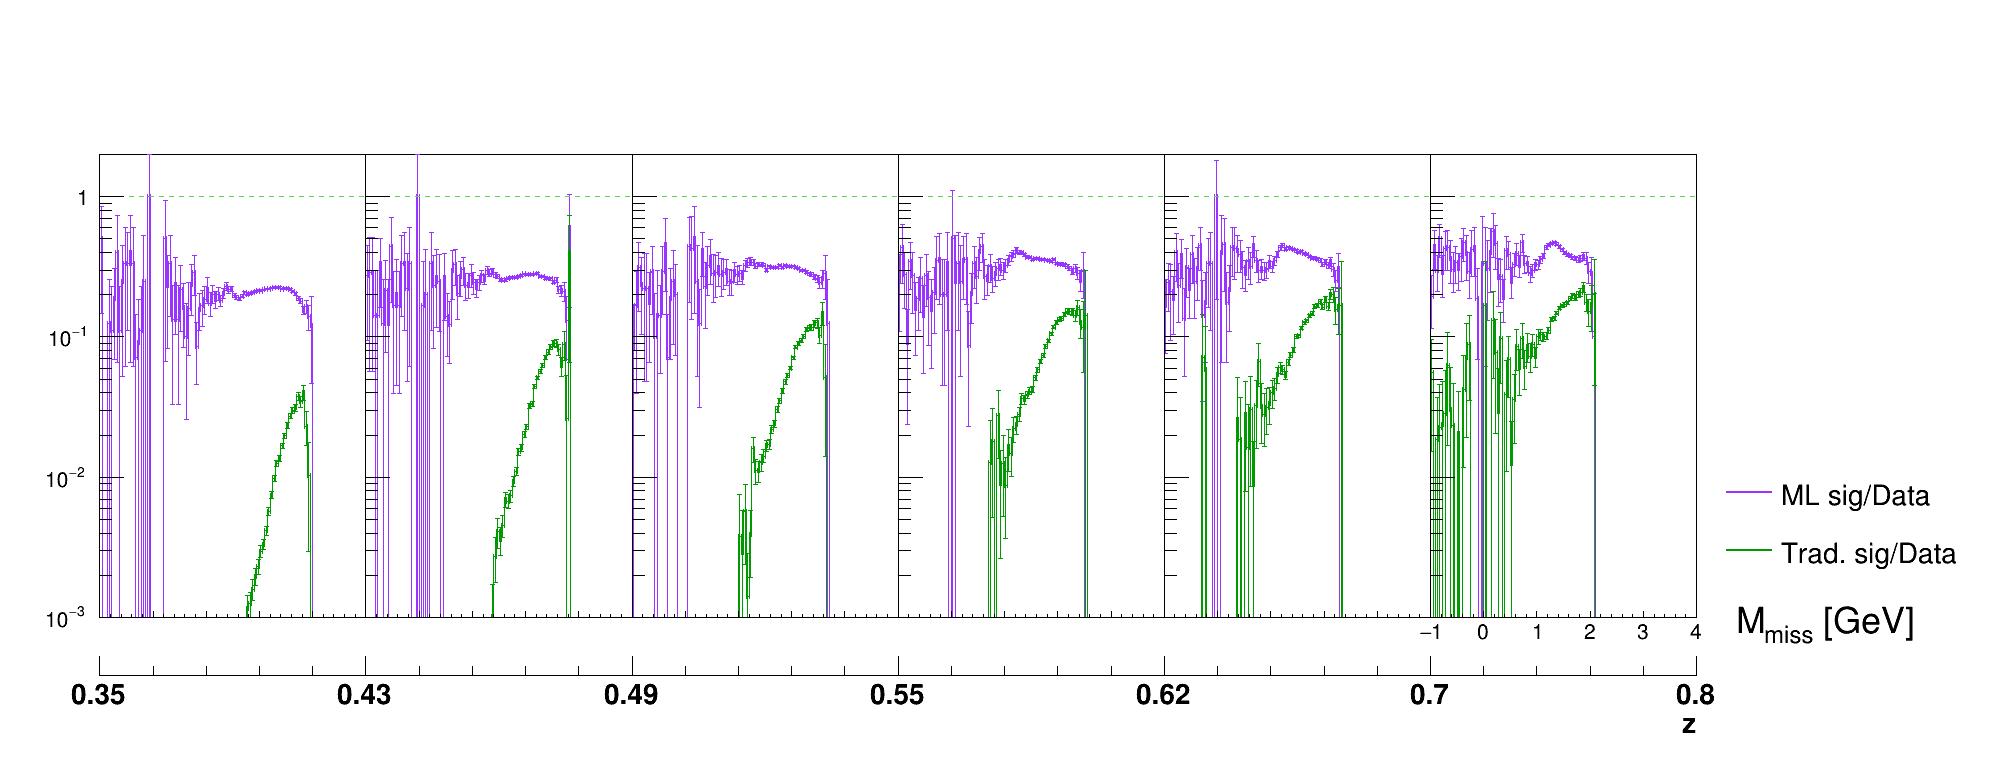 1
10⁻¹
10⁻²
10⁻³
ML sig/Data
Trad. sig/Data
M_miss [GeV]
−1 0 1 2 3 4
0.35 0.43 0.49 0.55 0.62 0.7 0.8
z